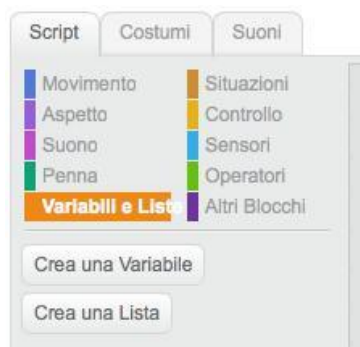 Script Costumi Suoni
Movimento Situazioni
Aspetto Controllo
Suono Sensori
Penna Operatori
Variabili e Liste Altri Blocchi
Crea una Variabile
Crea una Lista